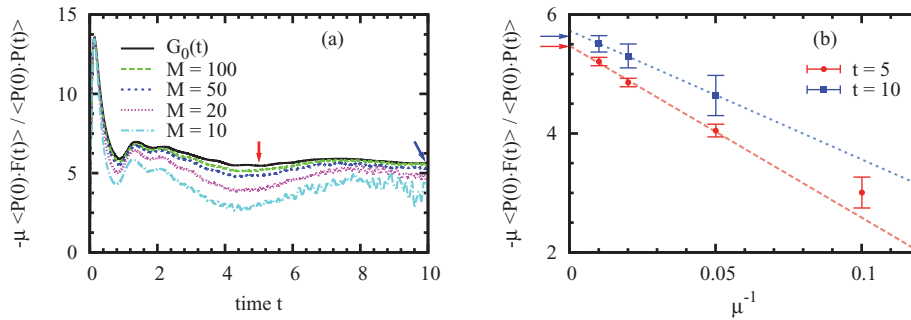 -μ <P(0)·F(t)> / <P(0)·P(t)>
15
10
5
0
(a)
G₀(t)
M = 100
M = 50
M = 20
M = 10
0 2 4 6 8 10
time t
-μ <P(0)·F(t)> / <P(0)·P(t)>
6
4
2
(b)
t = 5
t = 10
0 0.05 0.1
μ⁻¹